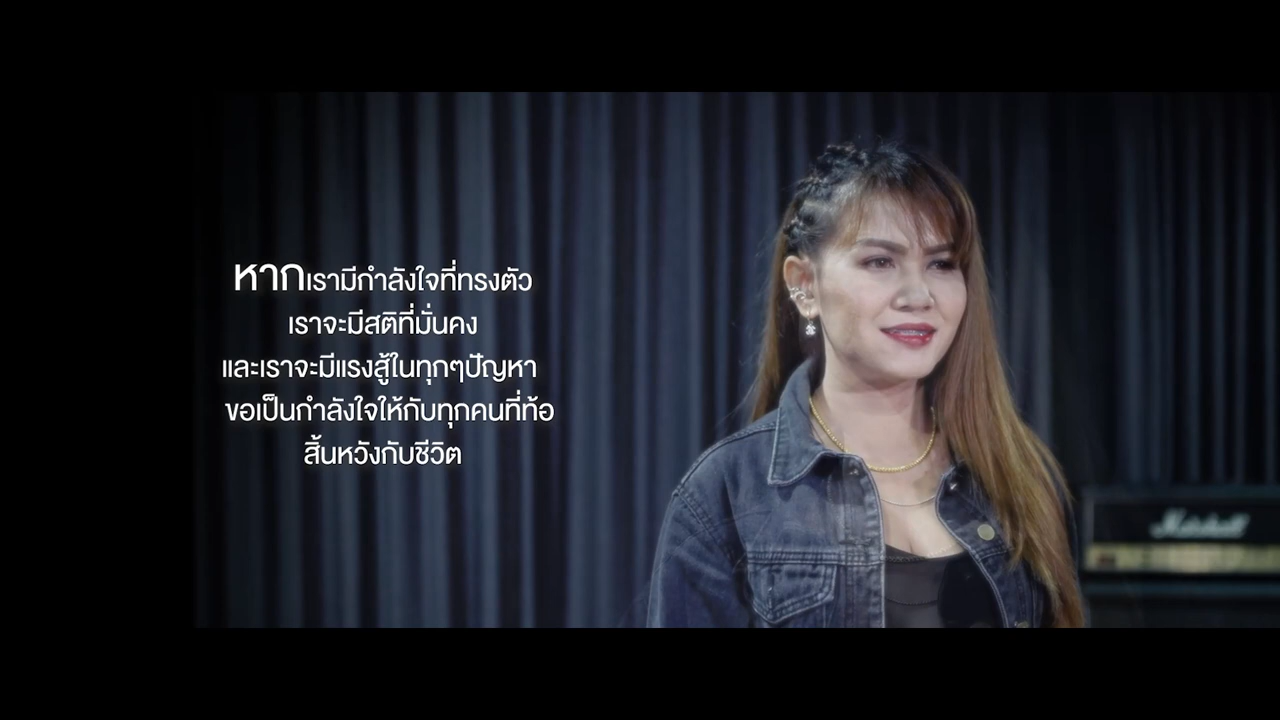 หากเรามีกำลังใจที่ทรงตัว
เราจะมีสติที่มั่นคง
และเราจะมีแรงสู้ในทุกๆปัญหา
ขอเป็นกำลังใจให้กับทุกคนที่ท้อ
สิ้นหวังกับชีวิต
Marshall